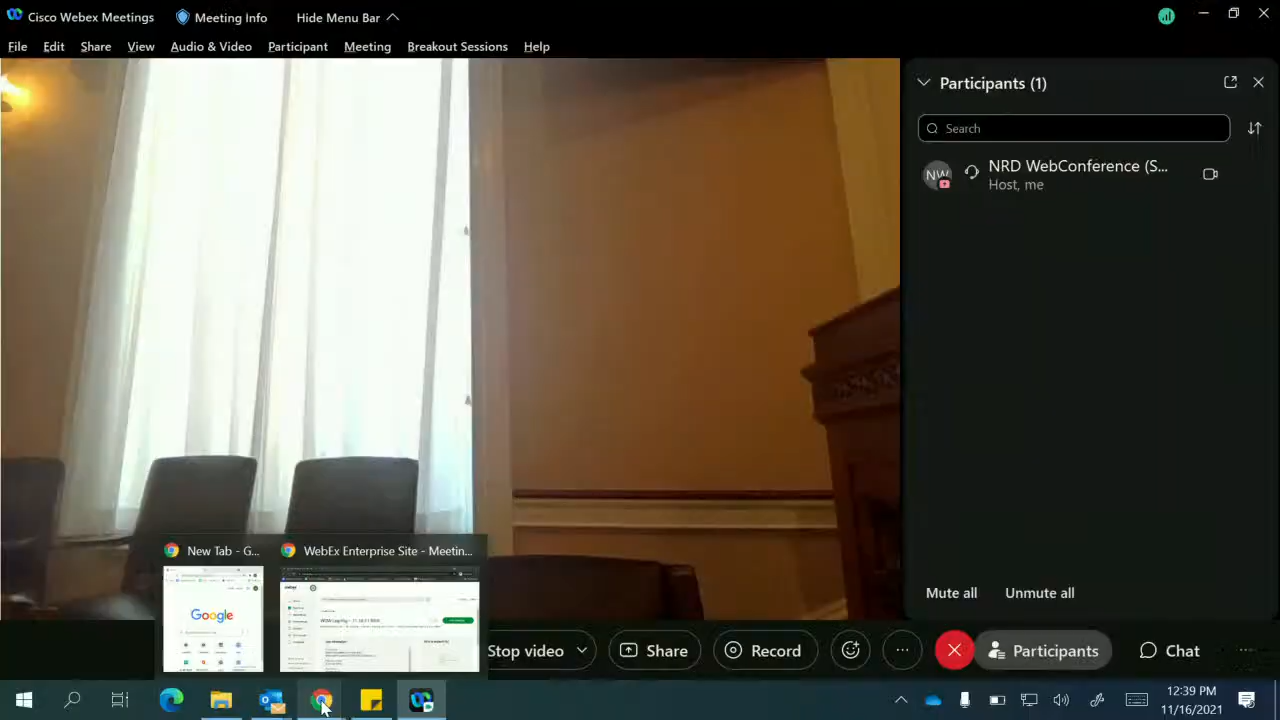 Cisco Webex Meetings Meeting Info Hide Menu Bar
File Edit Share View Audio & Video Participant Meeting Breakout Sessions Help
Participants (1)
Search
NW NRD WebConference (S...
Host, me
New Tab - G... WebEx Enterprise Site - Meetin...
Google
Mute all Unmute all
Stop video Share Chat
12:39 PM
11/16/2021